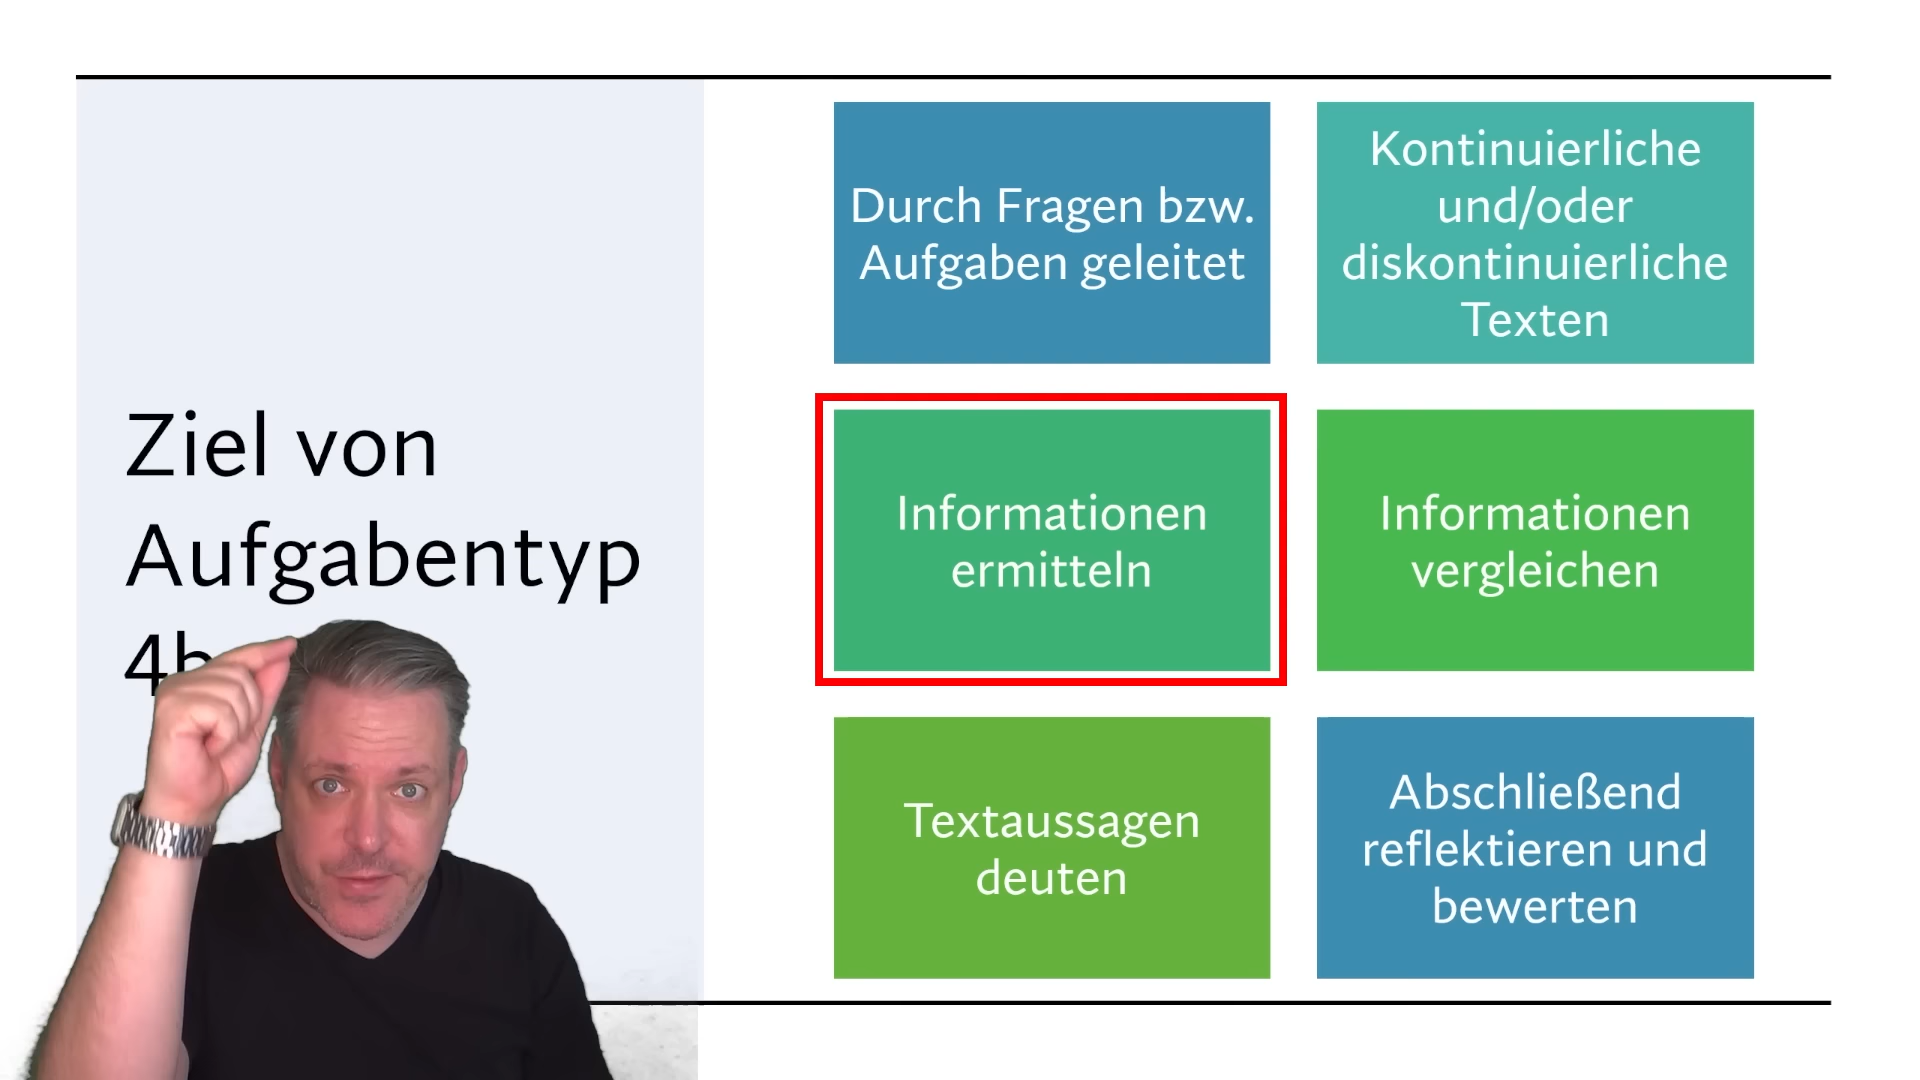 Ziel von
Aufgabentyp
4b
Durch Fragen bzw.
Aufgaben geleitet
Kontinuierliche
und/oder
diskontinuierliche
Texten
Informationen
ermitteln
Informationen
vergleichen
Textaussagen
deuten
Abschließend
reflektieren und
bewerten